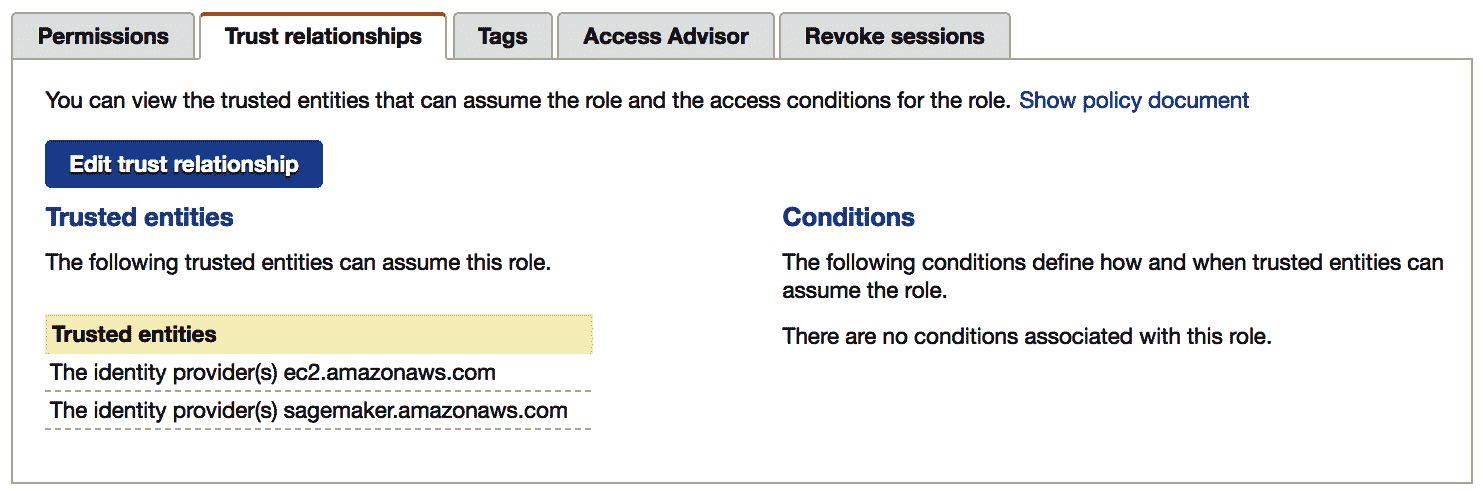 Permissions
Trust relationships
Tags
Access Advisor
Revoke sessions
You can view the trusted entities that can assume the role and the access conditions for the role. Show policy document
Edit trust relationship
Trusted entities
The following trusted entities can assume this role.
Trusted entities
The identity provider(s) ec2.amazonaws.com
The identity provider(s) sagemaker.amazonaws.com
Conditions
The following conditions define how and when trusted entities can
assume the role.
There are no conditions associated with this role.